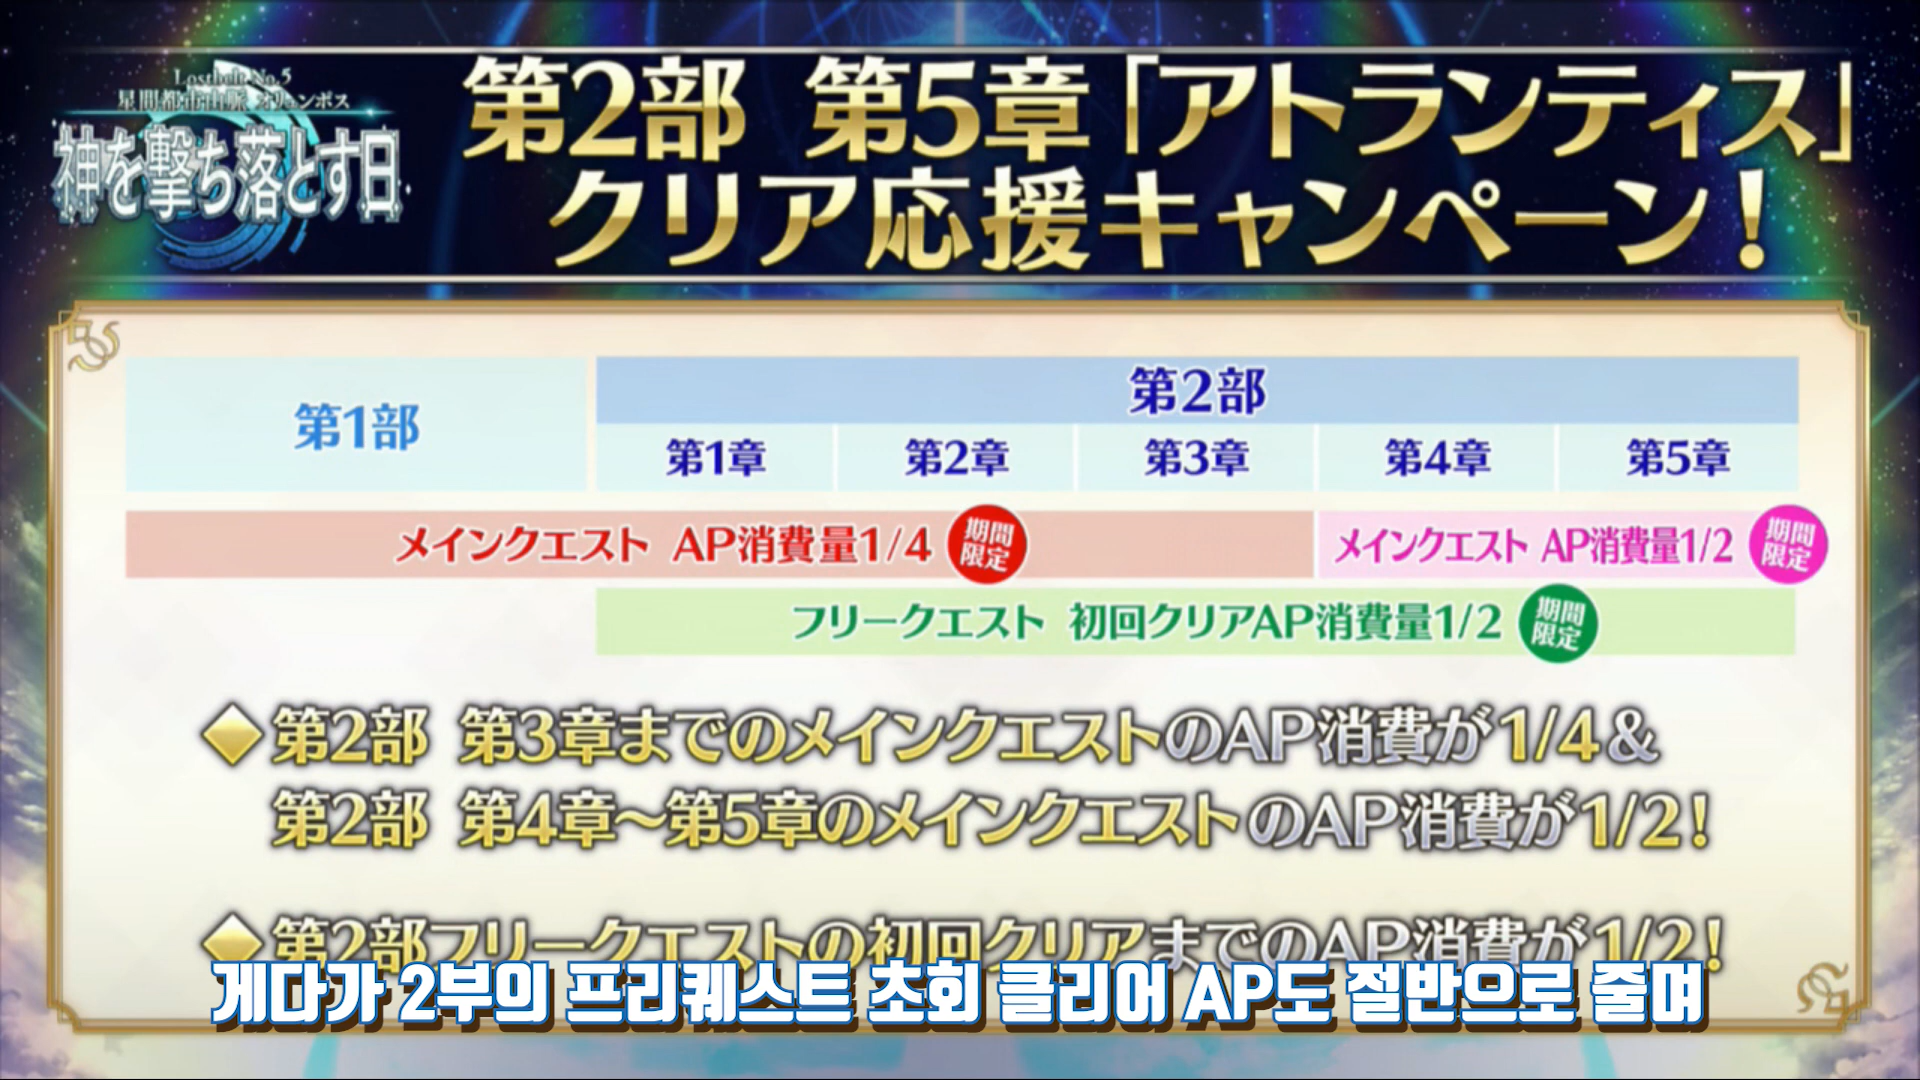 Lostbelt No.5
星間都市山脈 オリュンポス
神を撃ち落とす日
第2部 第5章「アトランティス」
クリア応援キャンペーン!
第1部
第2部
第1章 第2章 第3章 第4章 第5章
メインクエスト AP消費量1/4 期間限定 メインクエスト AP消費量1/2 期間限定
フリークエスト 初回クリアAP消費量1/2 期間限定
◆第2部 第3章までのメインクエストのAP消費が1/4&
第2部 第4章~第5章のメインクエストのAP消費が1/2!
◆第2部フリークエストの初回クリアまでのAP消費が1/2!
게다가 2부의 프리퀘스트 초회 클리어 AP도 절반으로 줄며